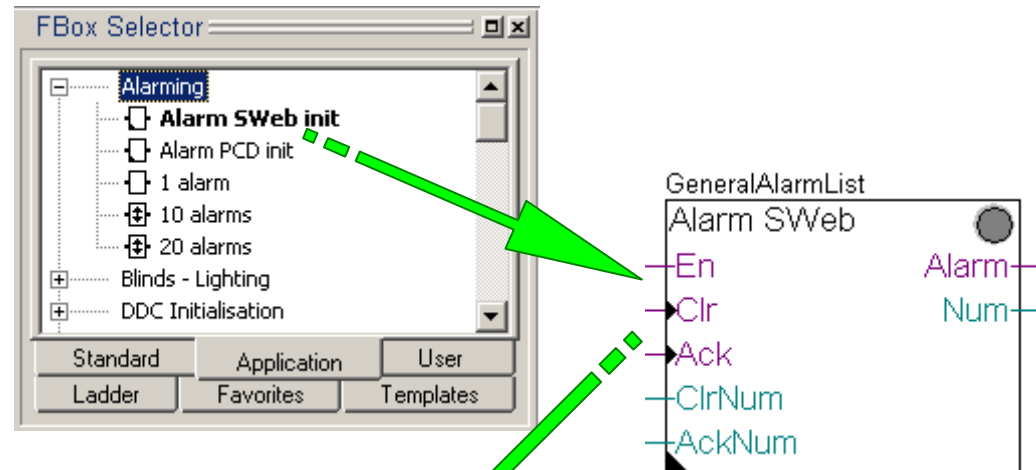 FBox Selector
Alarming
Alarm SWeb init
Alarm PCD init
1 alarm
10 alarms
20 alarms
Blinds - Lighting
DDC Initialisation
Standard Application User
Ladder Favorites Templates
GeneralAlarmList
Alarm SWeb
En Alarm
Clr Num
Ack
ClrNum
AckNum